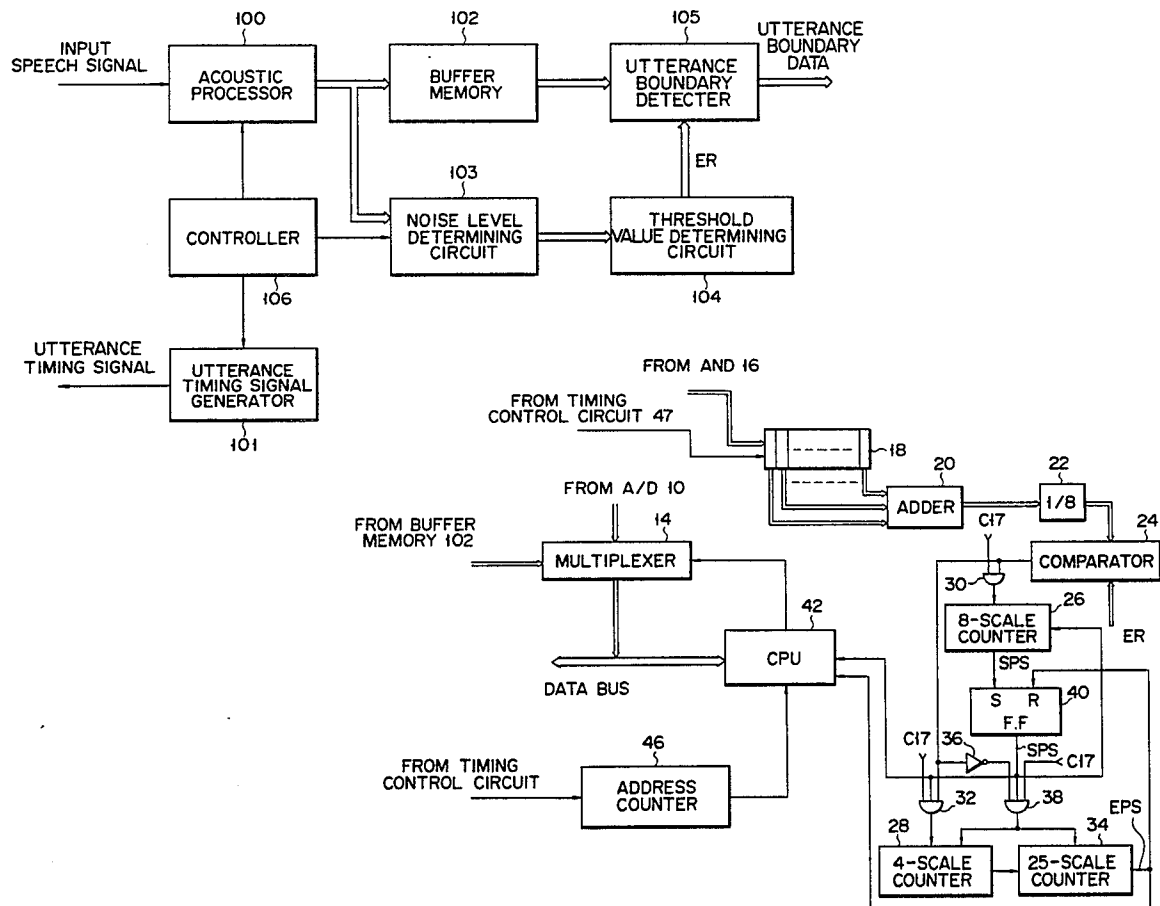 100
102
105
INPUT
SPEECH SIGNAL
ACOUSTIC
PROCESSOR
BUFFER
MEMORY
UTTERANCE
BOUNDARY
DETECTER
UTTERANCE
BOUNDARY
DATA
ER
103
CONTROLLER
NOISE LEVEL
DETERMINING
CIRCUIT
THRESHOLD
VALUE DETERMINING
CIRCUIT
106
104
UTTERANCE
TIMING SIGNAL
UTTERANCE
TIMING SIGNAL
GENERATOR
101
FROM AND 16
FROM TIMING
CONTROL CIRCUIT 47
18
20
ADDER
22
1/8
FROM A/D 10
FROM BUFFER
MEMORY 102
14
MULTIPLEXER
C17
24
COMPARATOR
30
26
8-SCALE
COUNTER
ER
42
CPU
DATA BUS
SPS
S R
F.F
40
SPS
C17
36
C17
FROM TIMING
CONTROL CIRCUIT
46
ADDRESS
COUNTER
32
38
EPS
28
4-SCALE
COUNTER
34
25-SCALE
COUNTER